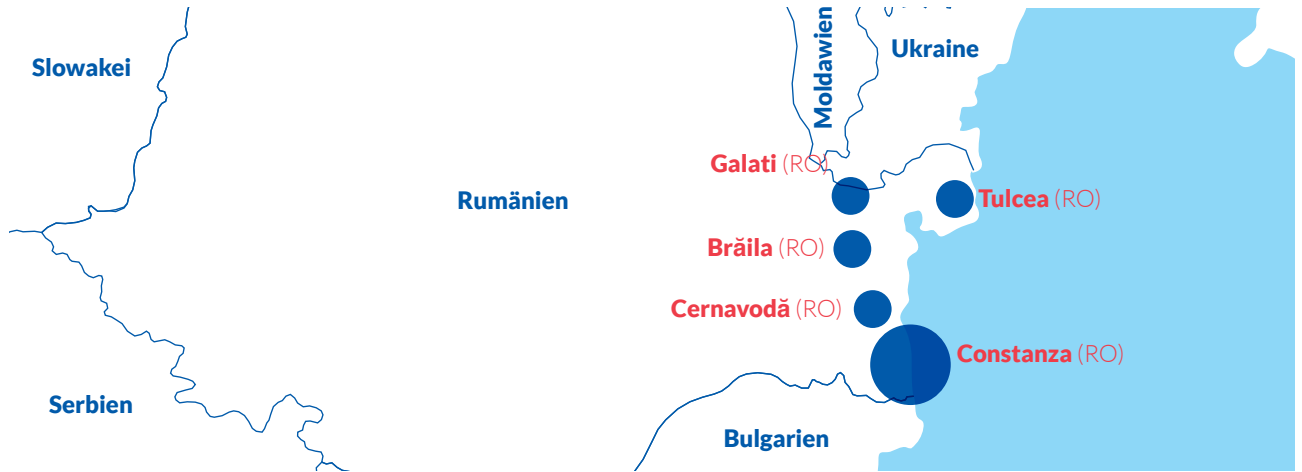 Slowakei
Moldawien
Ukraine
Galati (RO)
Rumänien
Tulcea (RO)
Brăila (RO)
Cernavodă (RO)
Constanza (RO)
Serbien
Bulgarien